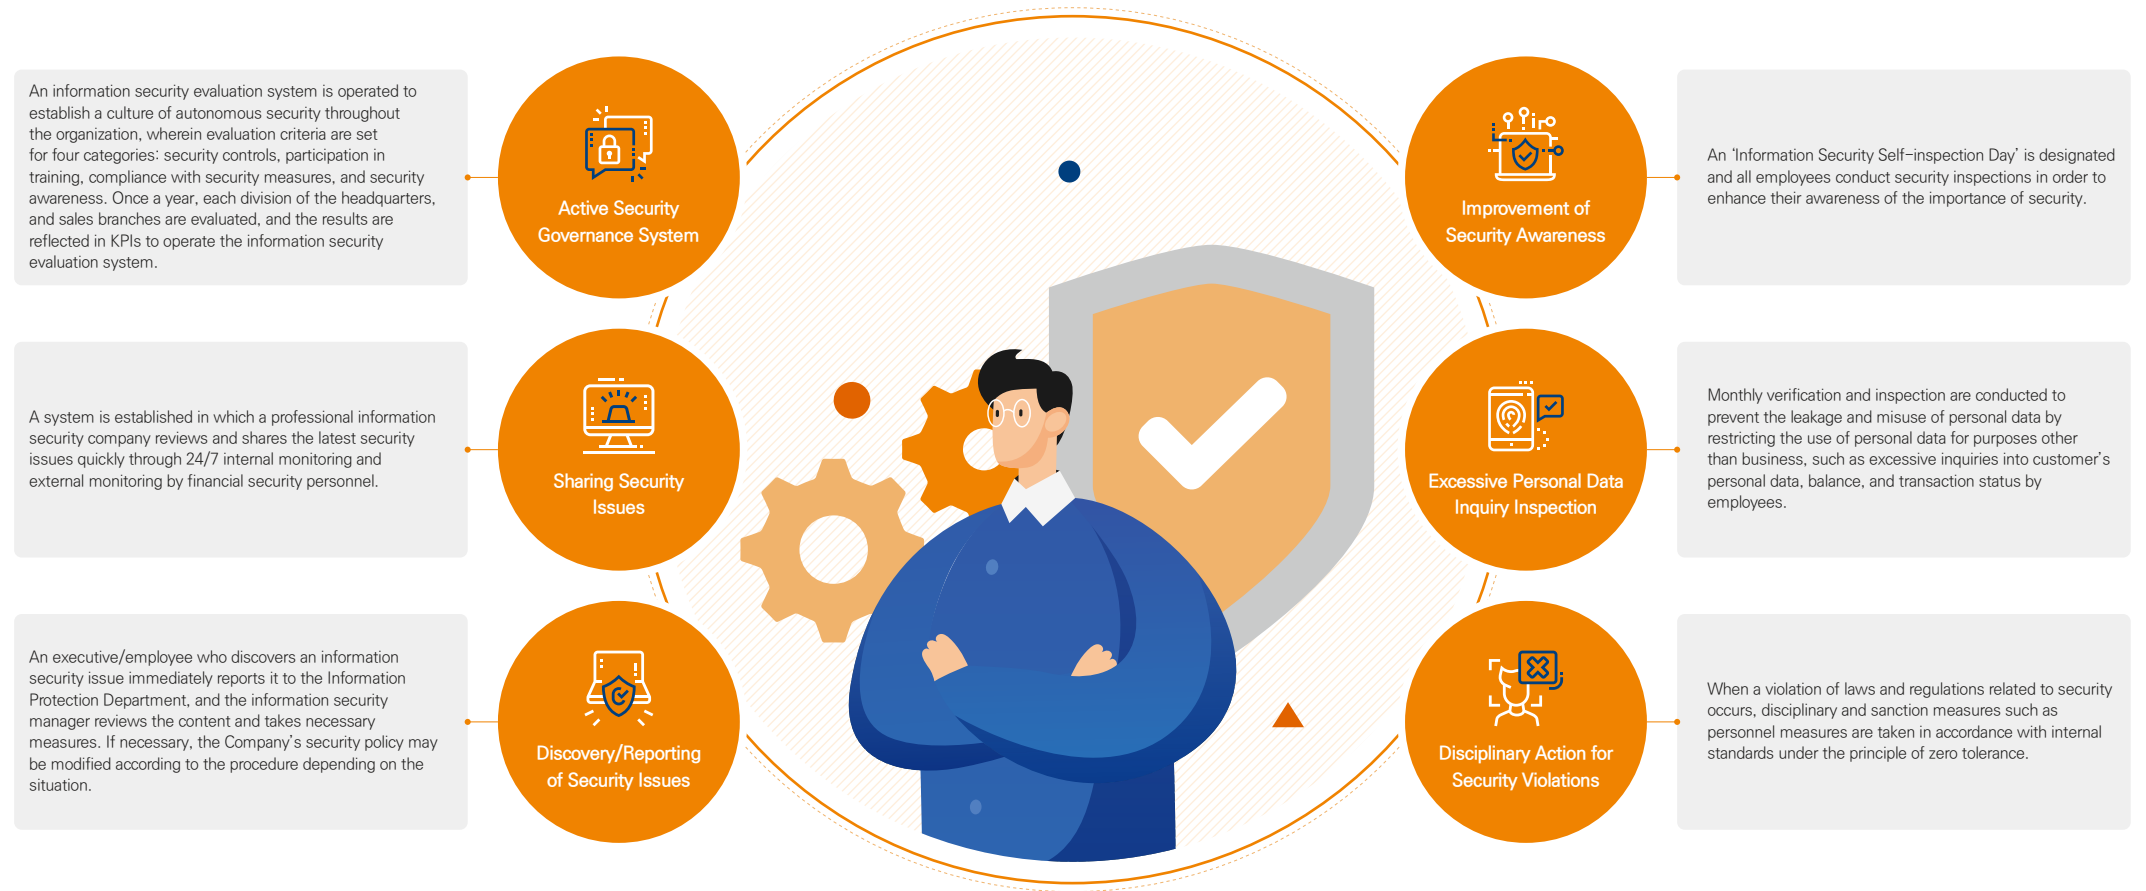 An information security evaluation system is operated to
establish a culture of autonomous security throughout
the organization, wherein evaluation criteria are set
for four categories: security controls, participation in
training, compliance with security measures, and security
awareness. Once a year, each division of the headquarters,
and sales branches are evaluated, and the results are
reflected in KPIs to operate the information security
evaluation system.
Active Security
Governance System
A system is established in which a professional information
security company reviews and shares the latest security
issues quickly through 24/7 internal monitoring and
external monitoring by financial security personnel.
Sharing Security
Issues
An executive/employee who discovers an information
security issue immediately reports it to the Information
Protection Department, and the information security
manager reviews the content and takes necessary
measures. If necessary, the Company's security policy may
be modified according to the procedure depending on the
situation.
Discovery/Reporting
of Security Issues
Improvement of
Security Awareness
An ‘Information Security Self-inspection Day’ is designated
and all employees conduct security inspections in order to
enhance their awareness of the importance of security.
Excessive Personal Data
Inquiry Inspection
Monthly verification and inspection are conducted to
prevent the leakage and misuse of personal data by
restricting the use of personal data for purposes other
than business, such as excessive inquiries into customer's
personal data, balance, and transaction status by
employees.
Disciplinary Action for
Security Violations
When a violation of laws and regulations related to security
occurs, disciplinary and sanction measures such as
personnel measures are taken in accordance with internal
standards under the principle of zero tolerance.